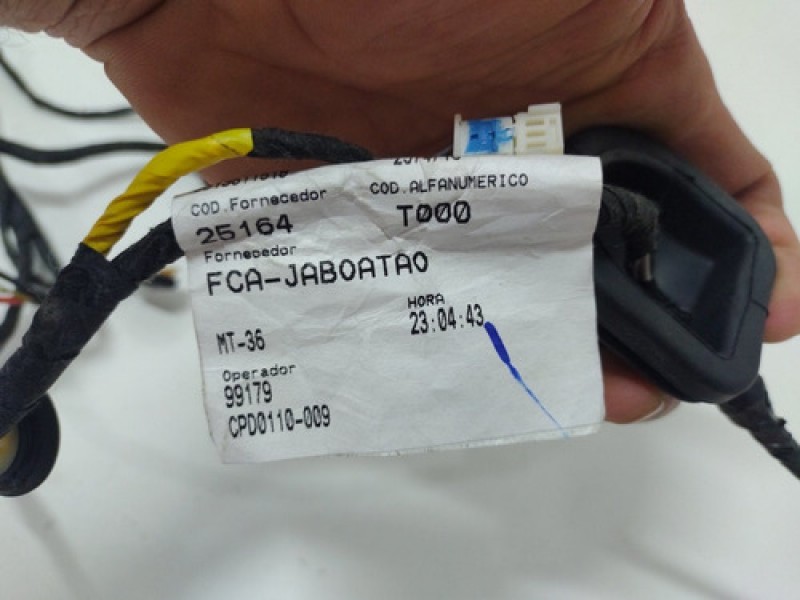 COD.Fornecedor COD.ALFANUMERICO
25164 T000
Fornecedor
FCA-JABOATAO
HORA
MT-36 23:04:43
Operador
99179
CPD0110-009